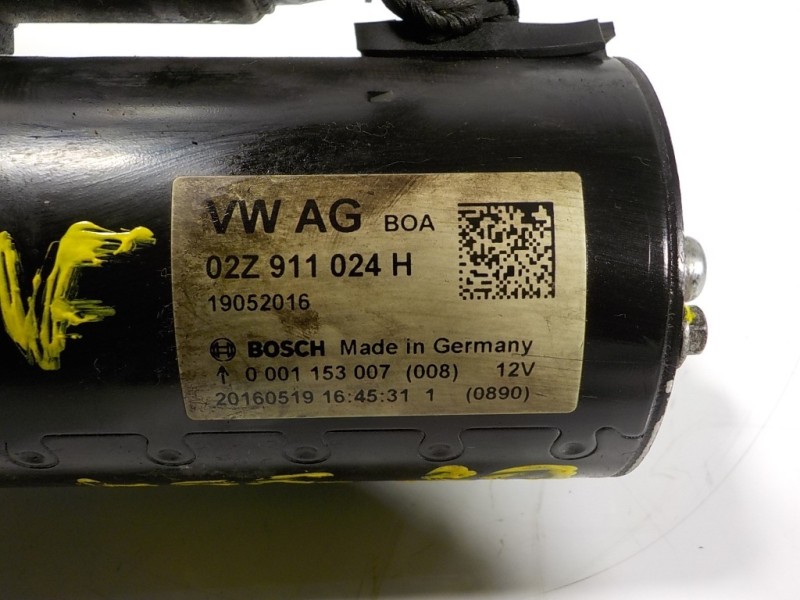 VW AG BOA
02Z 911 024 H
19052016
BOSCH Made in Germany
↑ 0 001 153 007 (008) 12V
20160519 16:45:31 1 (0890)